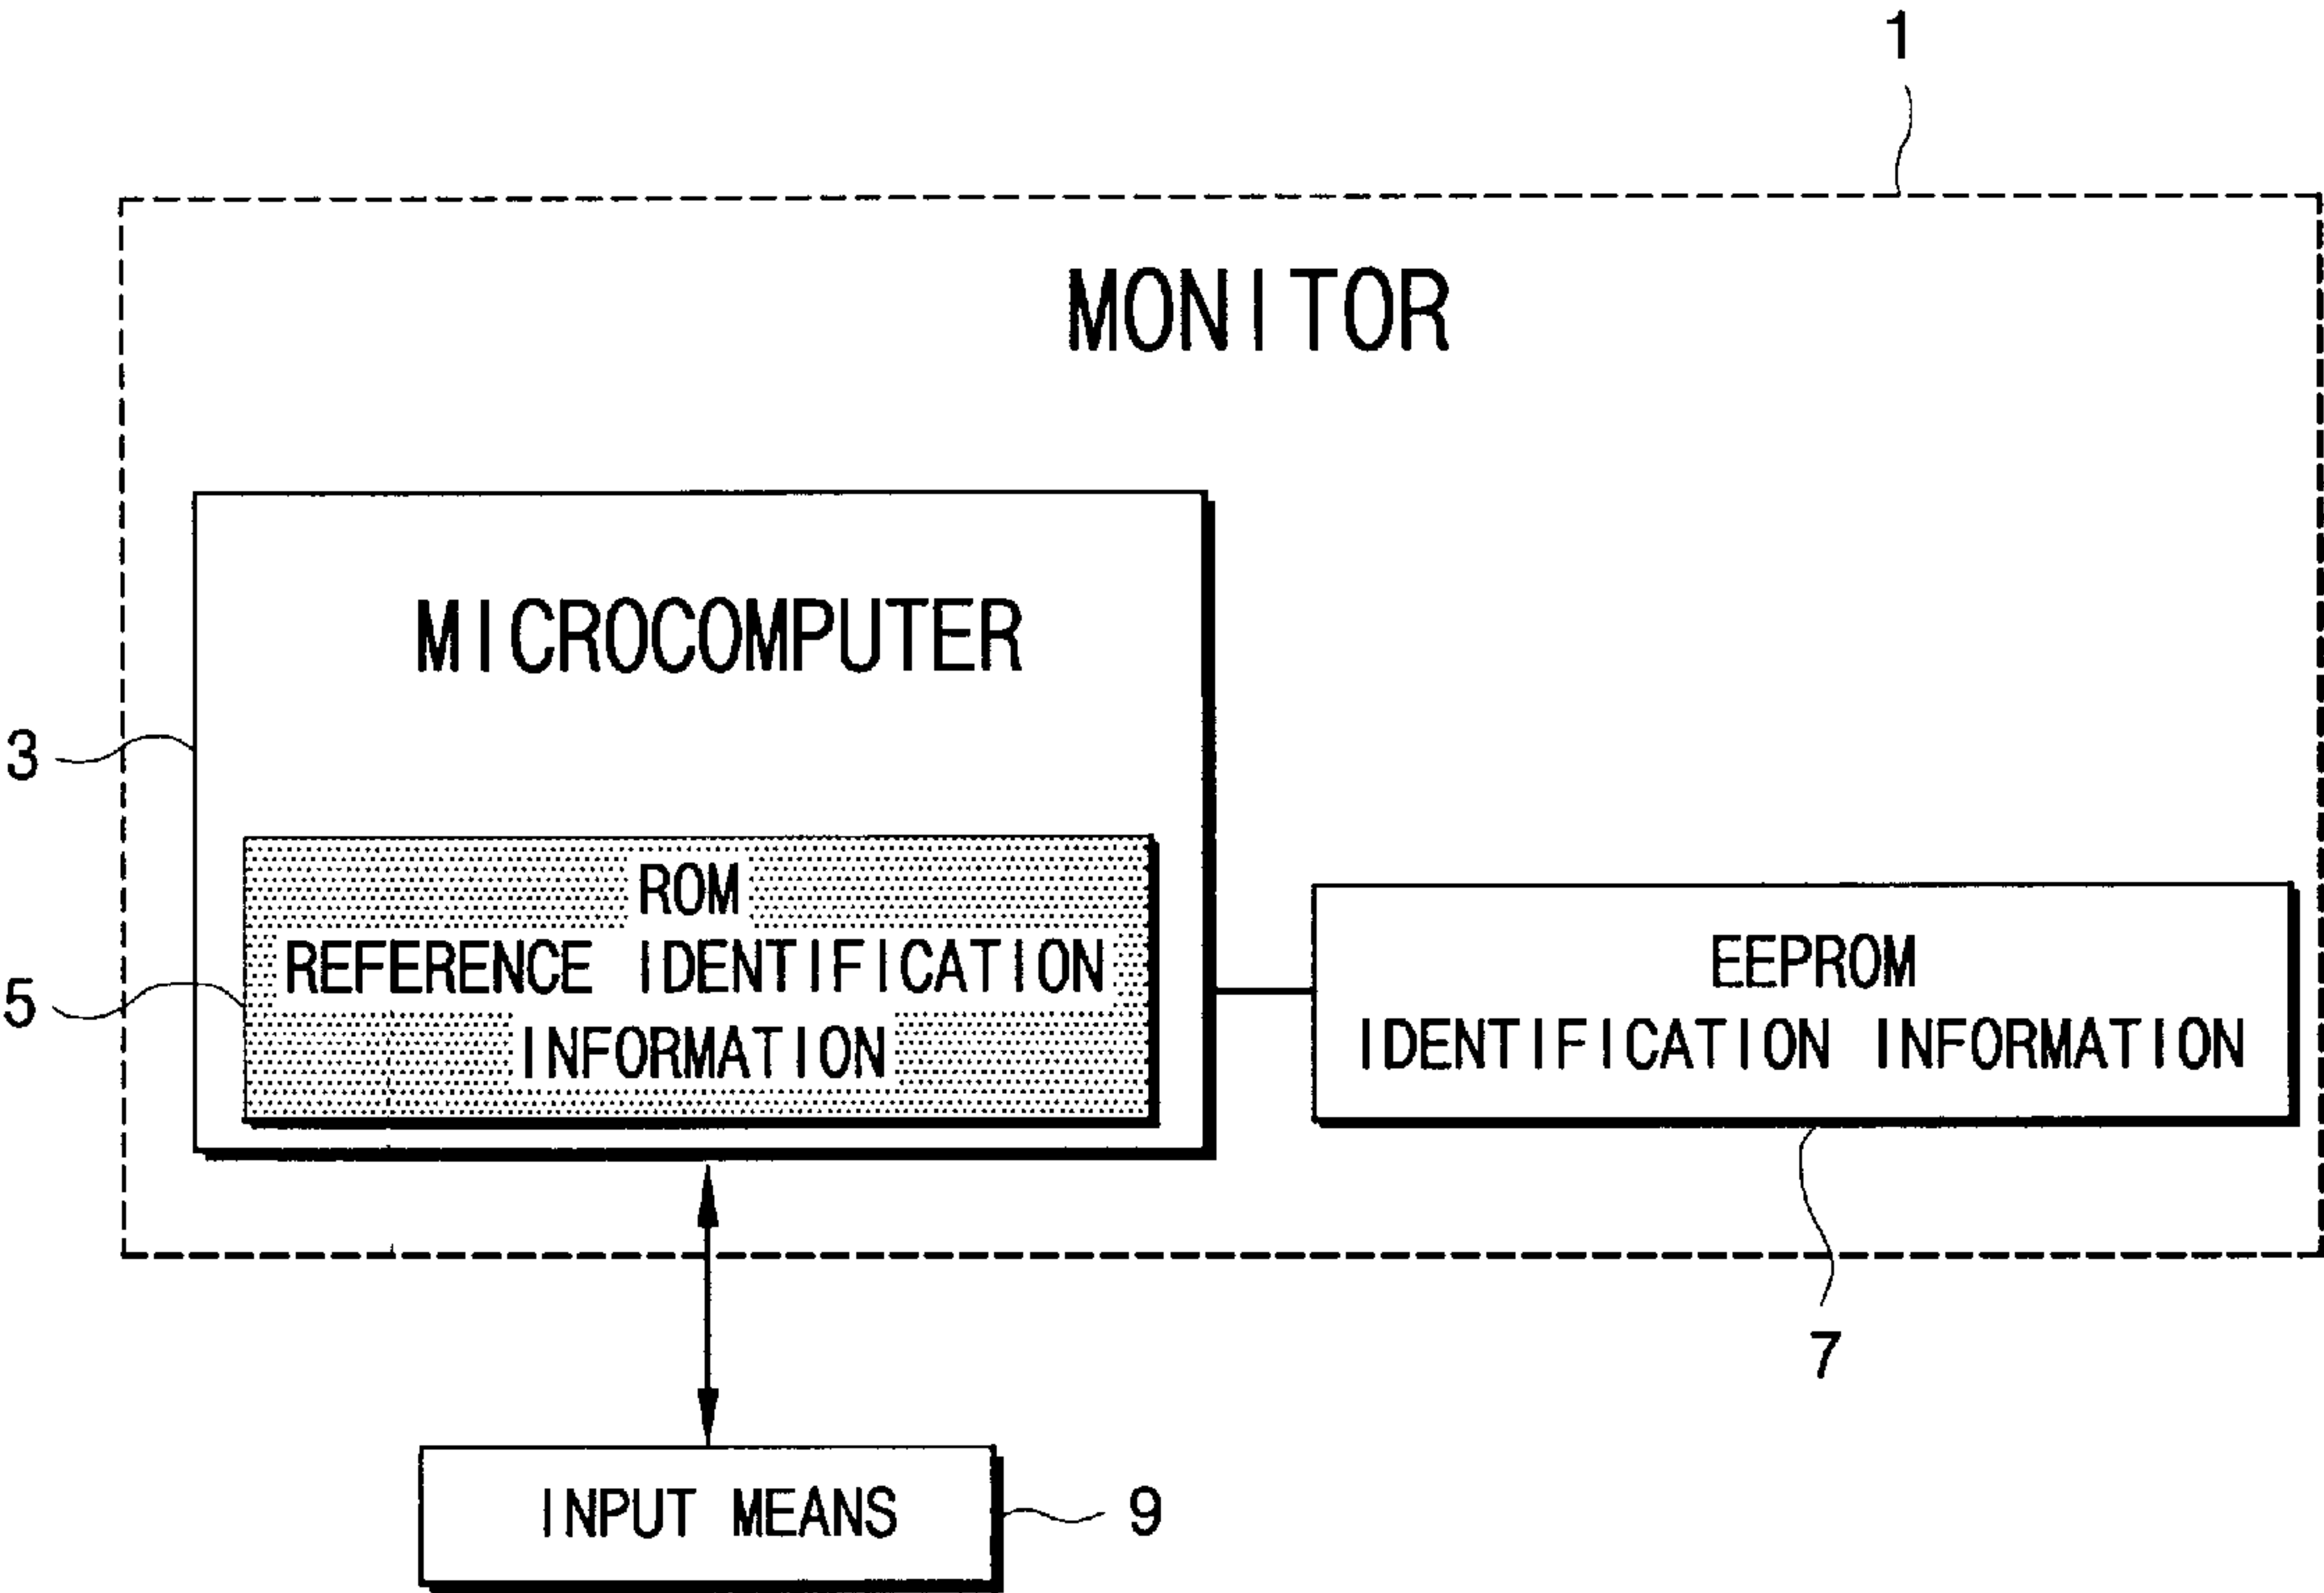 1
MONITOR
MICROCOMPUTER
3
ROM
REFERENCE IDENTIFICATION
INFORMATION
5
EEPROM
IDENTIFICATION INFORMATION
7
INPUT MEANS
9